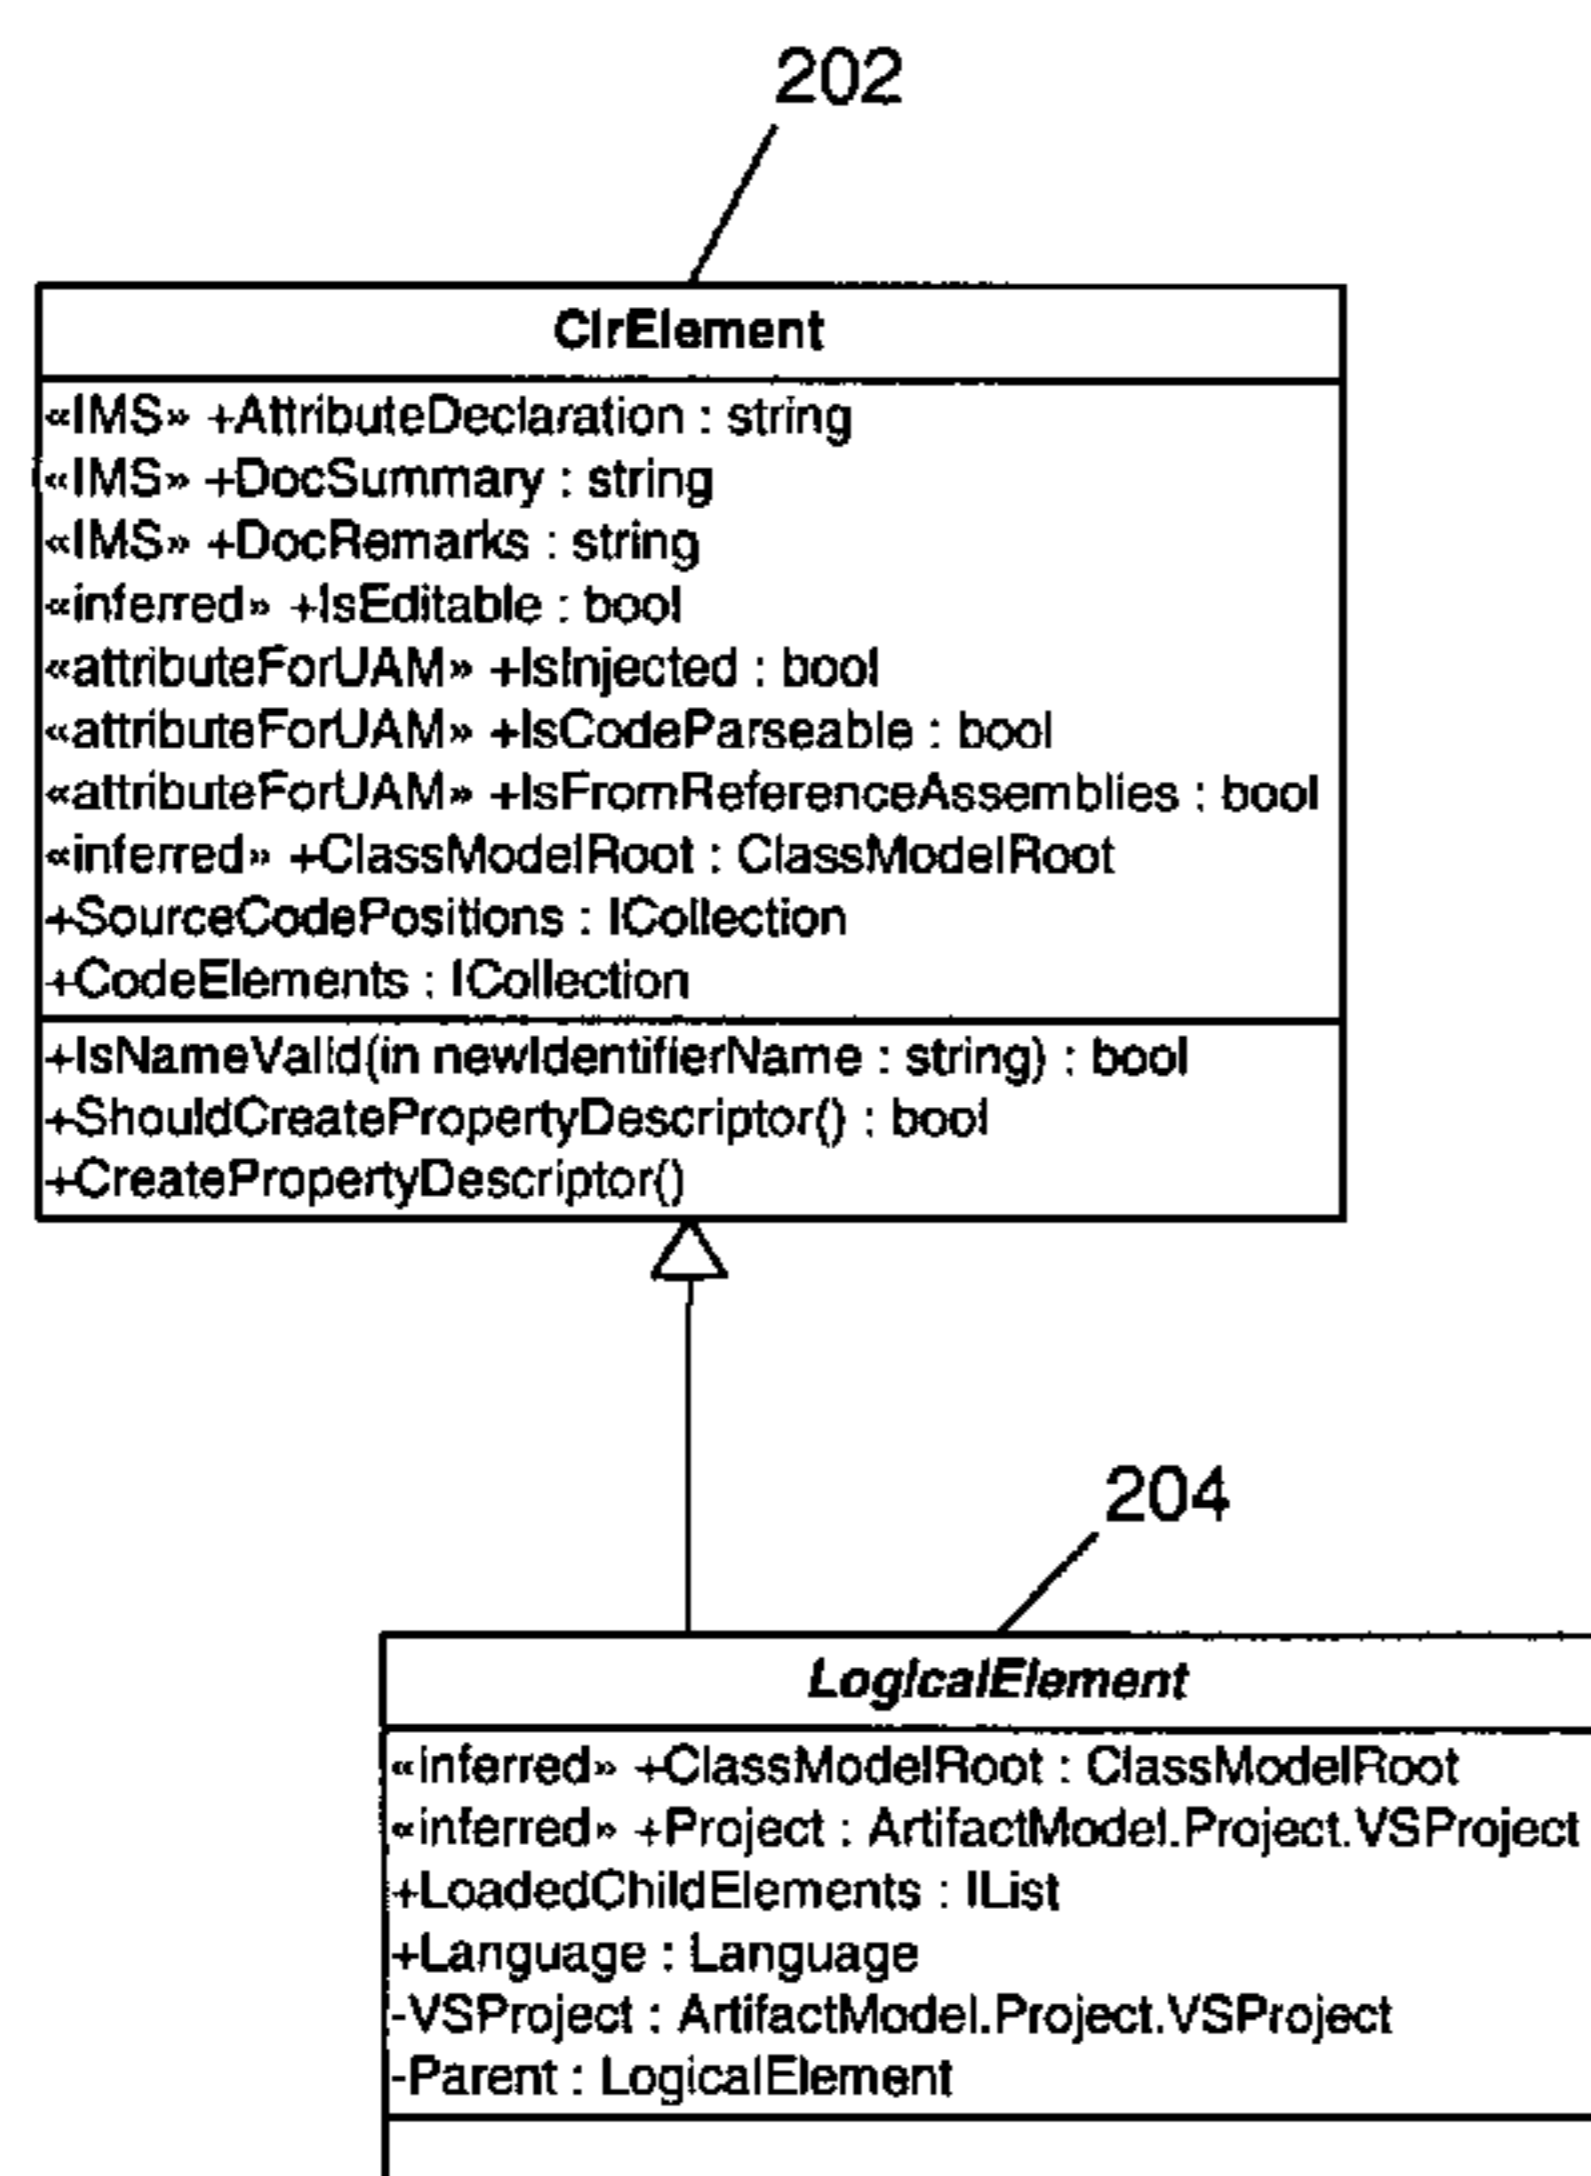 202
ClrElement
«IMS» +AttributeDeclaration : string
«IMS» +DocSummary : string
«IMS» +DocRemarks : string
«inferred» +IsEditable : bool
«attributeForUAM» +IsInjected : bool
«attributeForUAM» +IsCodeParseable : bool
«attributeForUAM» +IsFromReferenceAssemblies : bool
«inferred» +ClassModelRoot : ClassModelRoot
+SourceCodePositions : ICollection
+CodeElements : ICollection
+IsNameValid(in newIdentifierName : string) : bool
+ShouldCreatePropertyDescriptor() : bool
+CreatePropertyDescriptor()
204
LogicalElement
«inferred» +ClassModelRoot : ClassModelRoot
«inferred» +Project : ArtifactModel.Project.VSProject
+LoadedChildElements : IList
+Language : Language
-VSProject : ArtifactModel.Project.VSProject
-Parent : LogicalElement